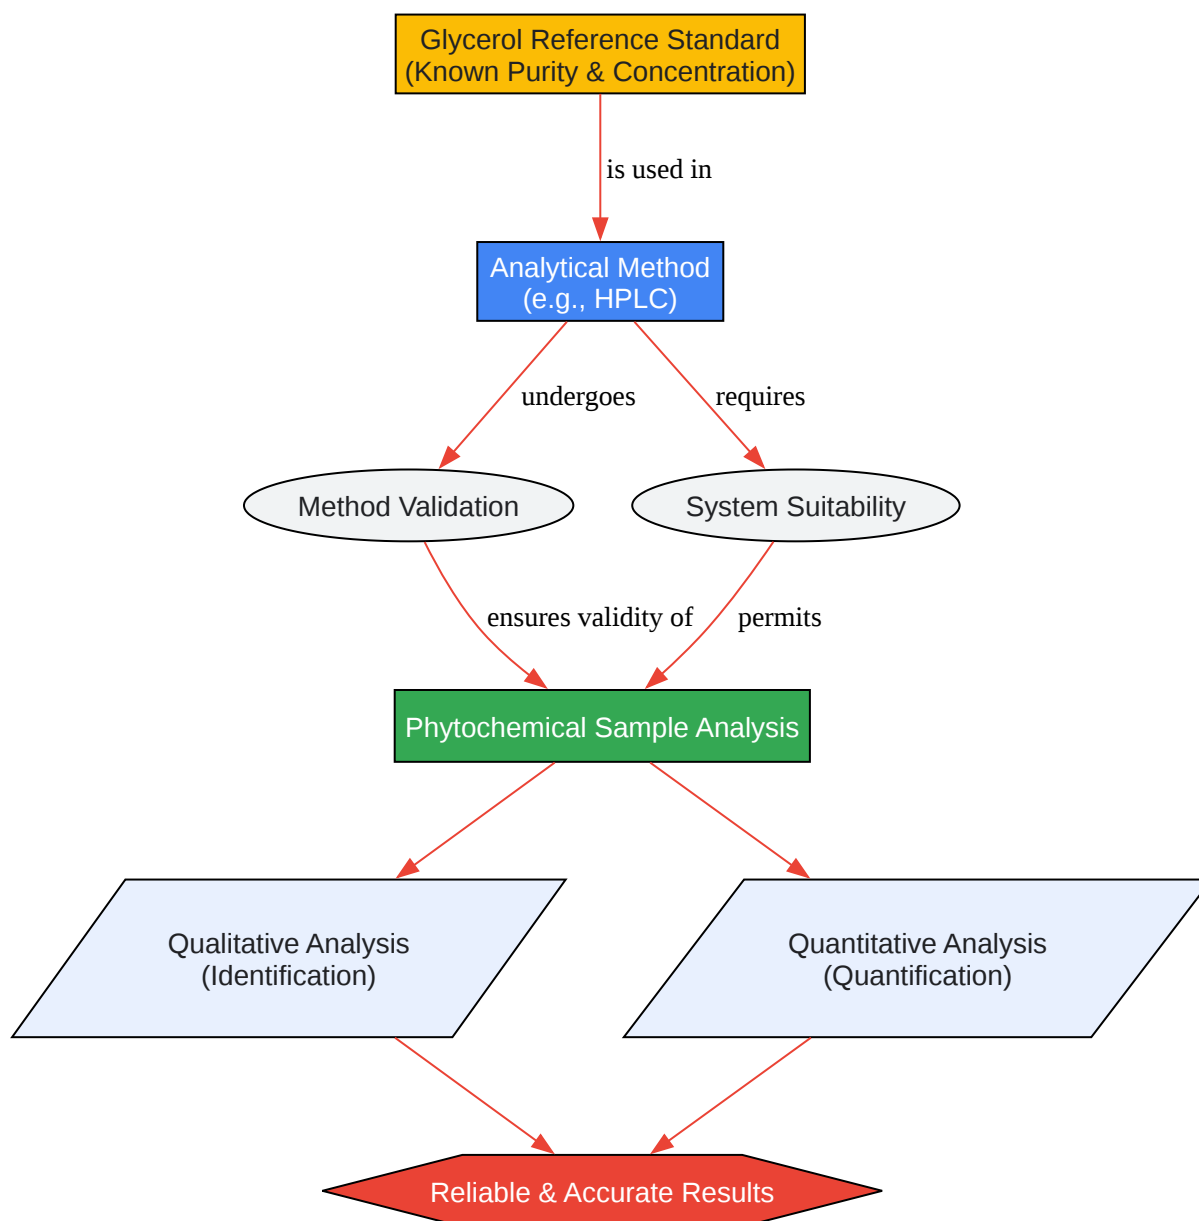 Glycerol Reference Standard
(Known Purity & Concentration)
is used in
Analytical Method
(e.g., HPLC)
undergoes
requires
Method Validation
System Suitability
ensures validity of
permits
Phytochemical Sample Analysis
Qualitative Analysis
(Identification)
Quantitative Analysis
(Quantification)
Reliable & Accurate Results